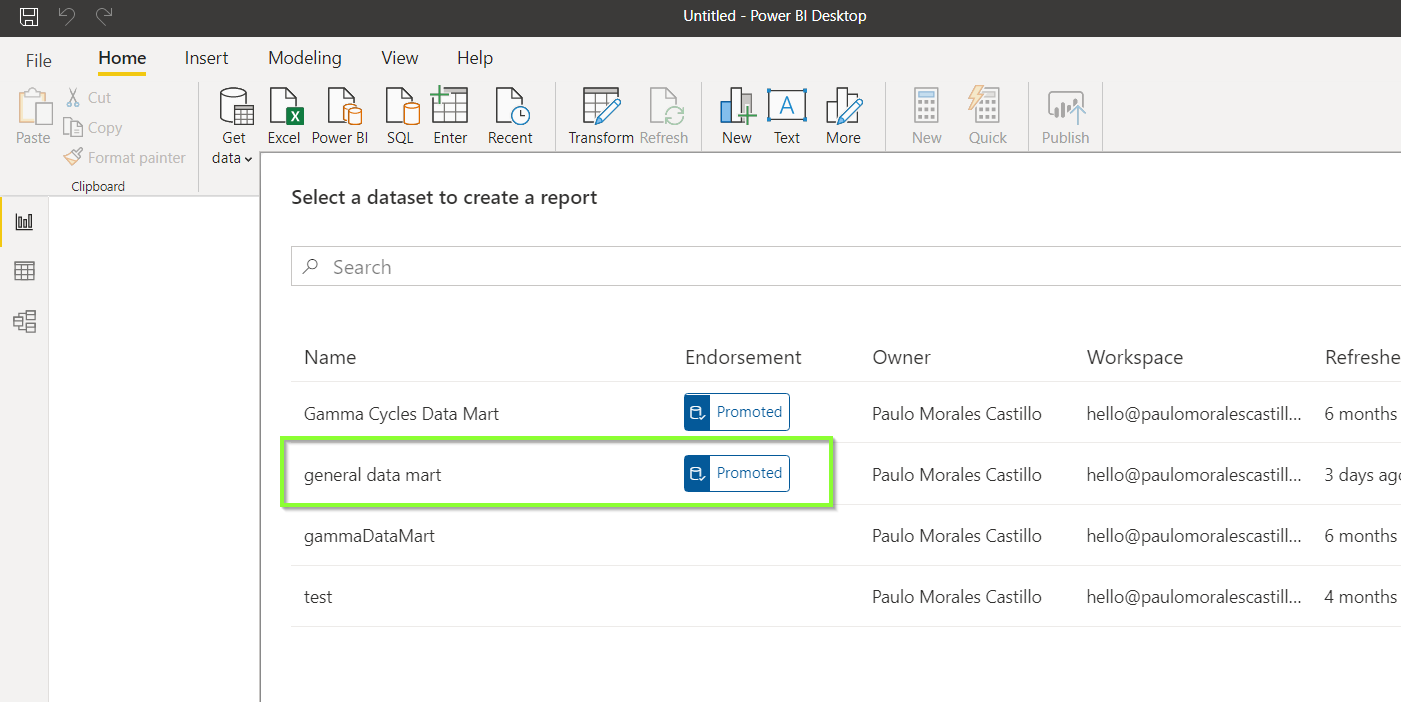 Untitled - Power BI Desktop
File Home Insert Modeling View Help
Cut
Copy
Format painter
Paste
Clipboard
Get data
Excel
Power BI
SQL
Enter
Recent
Transform
Refresh
New
A
Text
More
New
Quick
Publish
Select a dataset to create a report
Search
Name Endorsement Owner Workspace Refreshe
Gamma Cycles Data Mart Promoted Paulo Morales Castillo hello@paulomoralescastill... 6 months
general data mart Promoted Paulo Morales Castillo hello@paulomoralescastill... 3 days ago
gammaDataMart Paulo Morales Castillo hello@paulomoralescastill... 6 months
test Paulo Morales Castillo hello@paulomoralescastill... 4 months